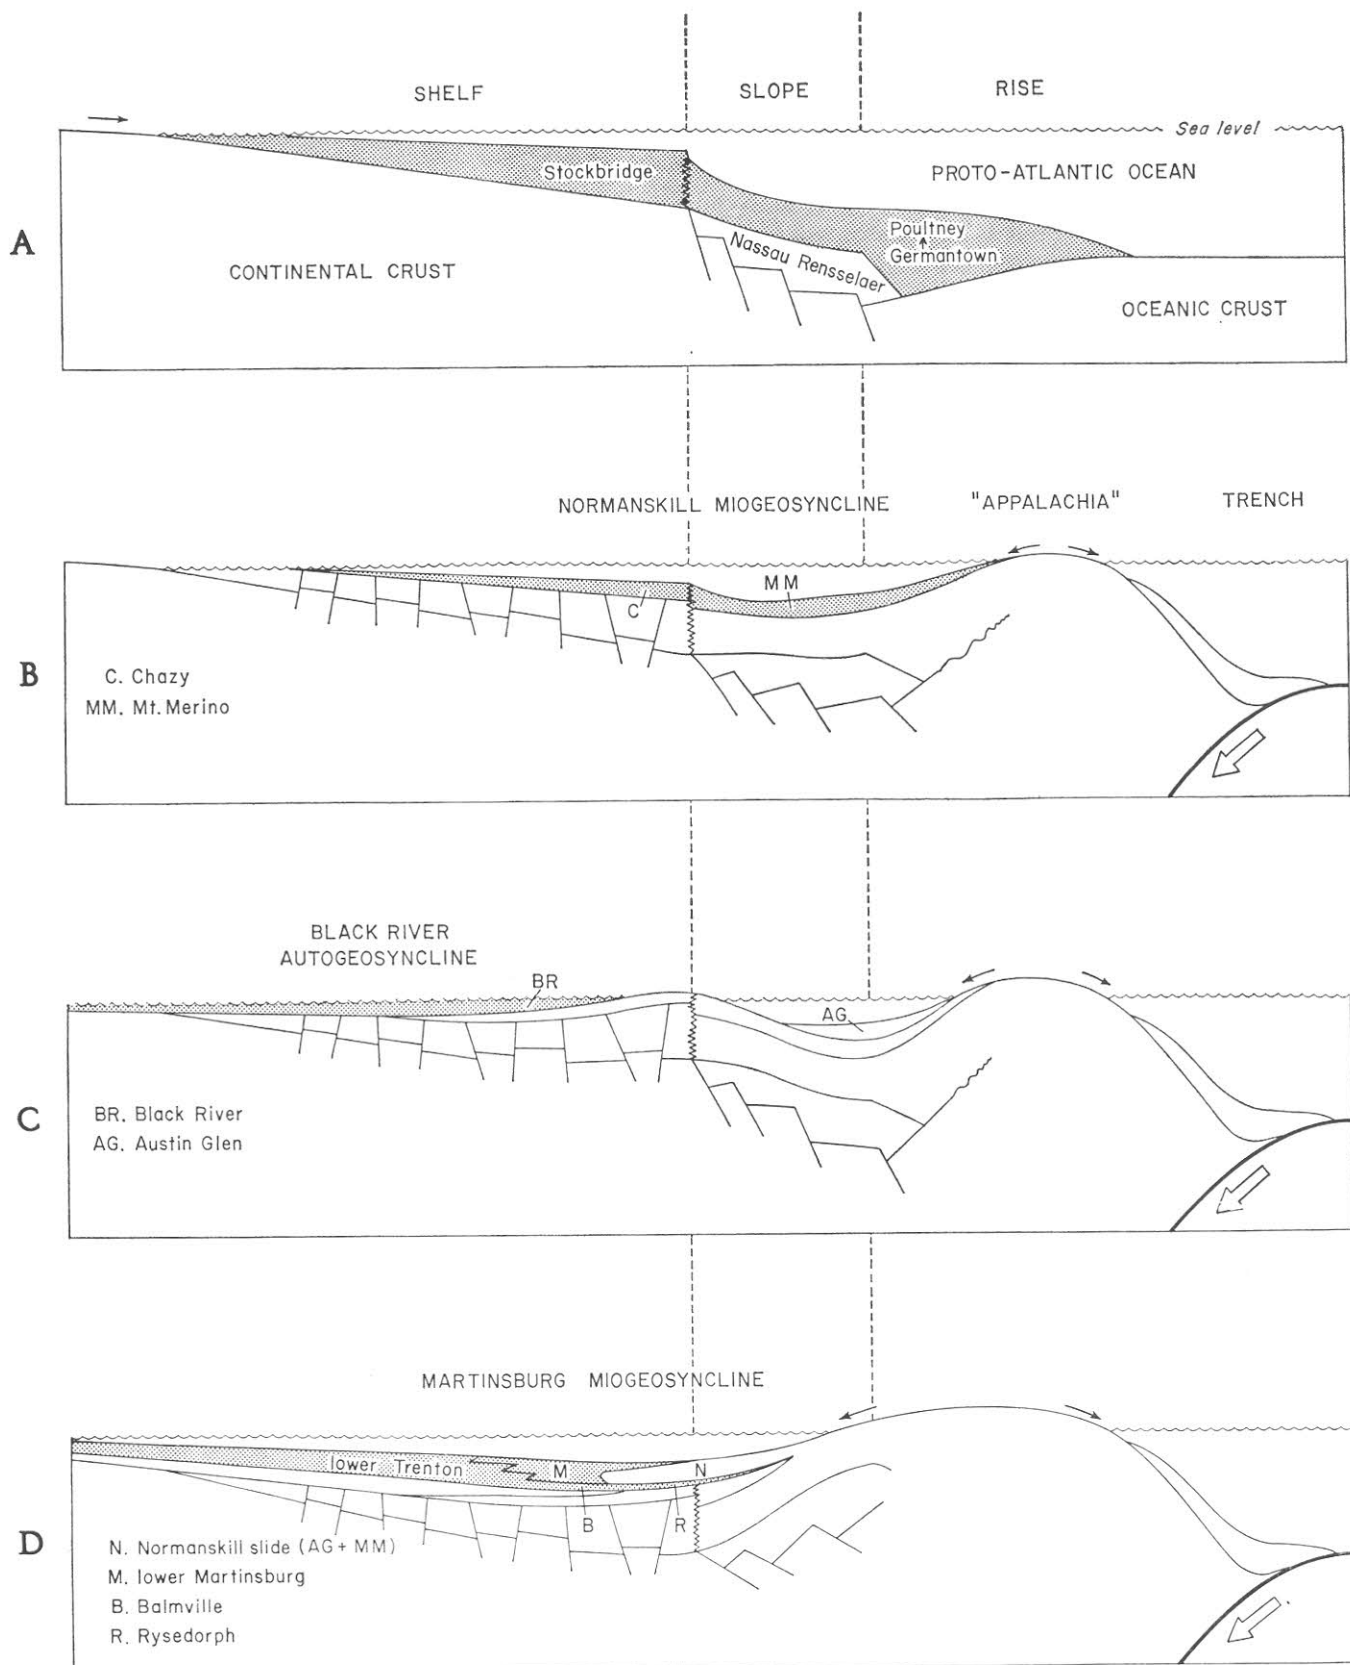 SHELF
SLOPE
RISE
Sea level
Stockbridge
PROTO-ATLANTIC OCEAN
A
Poultney
Germantown
Nassau Rensselaer
CONTINENTAL CRUST
OCEANIC CRUST
NORMANSKILL MIOGEOSYNCLINE
"APPALACHIA"
TRENCH
MM
C
B
C. Chazy
MM. Mt. Merino
BLACK RIVER
AUTOGEOSYNCLINE
BR
AG
C
BR. Black River
AG. Austin Glen
MARTINSBURG MIOGEOSYNCLINE
lower Trenton
M
N
B
R
D
N. Normanskill slide (AG + MM)
M. lower Martinsburg
B. Balmville
R. Rysedorph